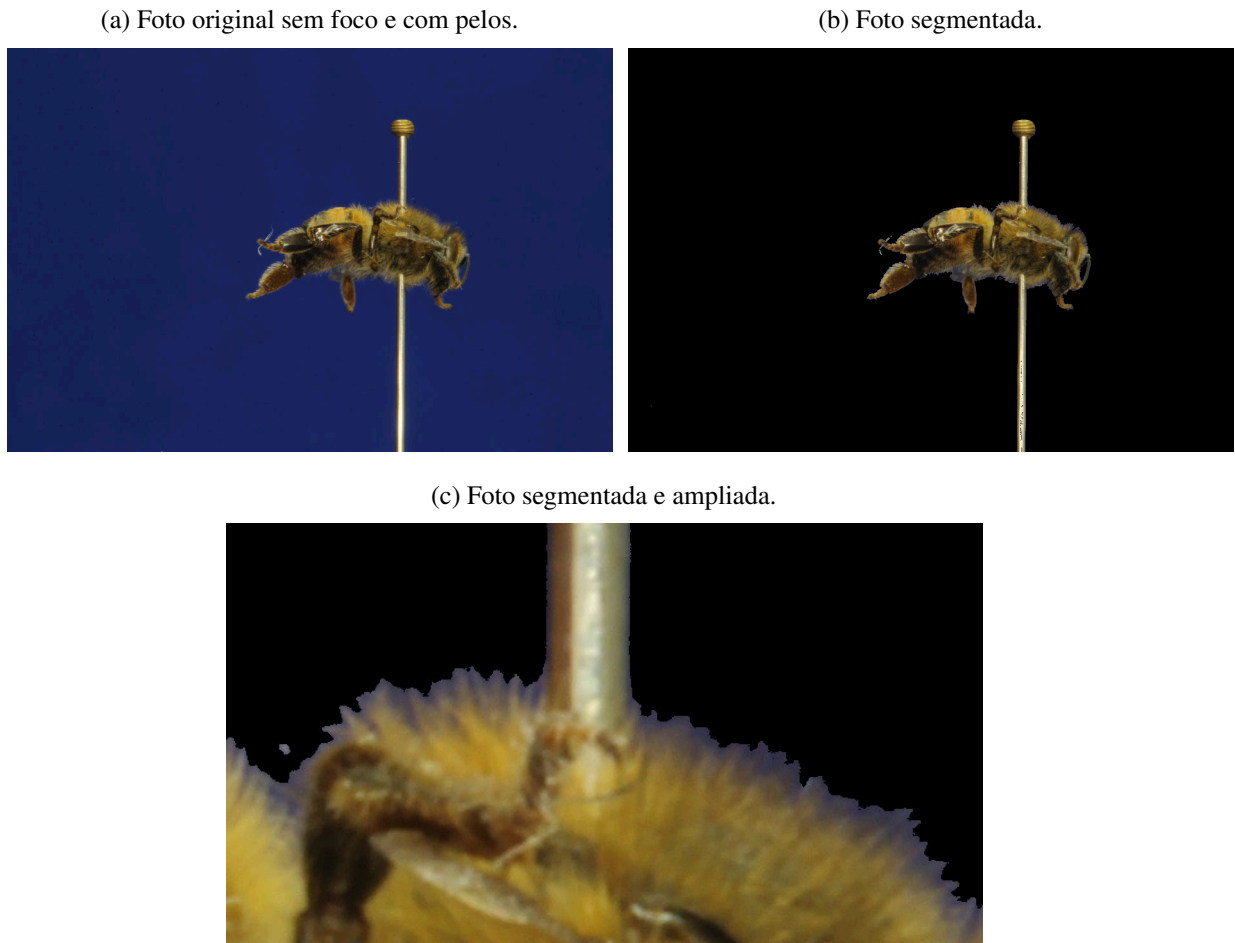 (a) Foto original sem foco e com pelos.
(b) Foto segmentada.
(c) Foto segmentada e ampliada.